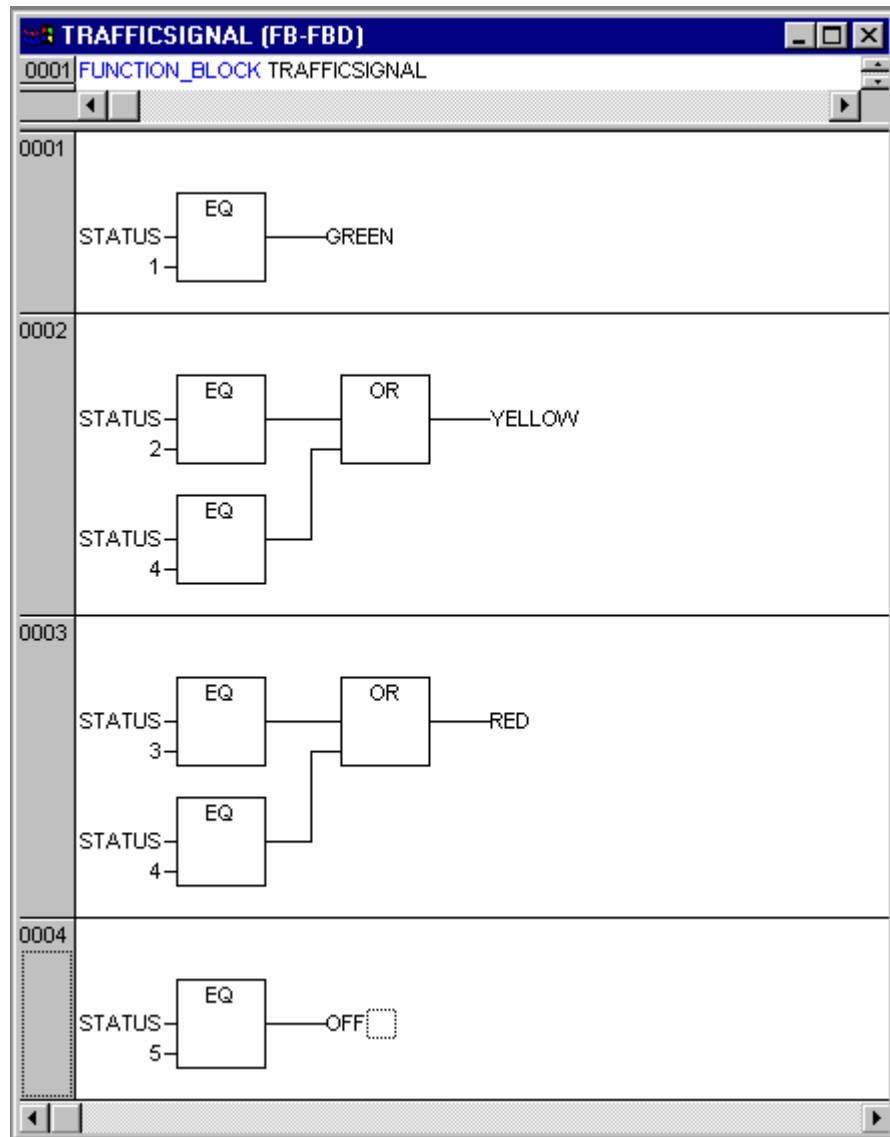 TRAFFICSIGNAL (FB-FBD)
0001 FUNCTION_BLOCK TRAFFICSIGNAL
0001
EQ
STATUS GREEN
1
0002
EQ OR
STATUS YELLOW
2
EQ
STATUS
4
0003
EQ OR
STATUS RED
3
EQ
STATUS
4
0004
EQ
STATUS OFF
5